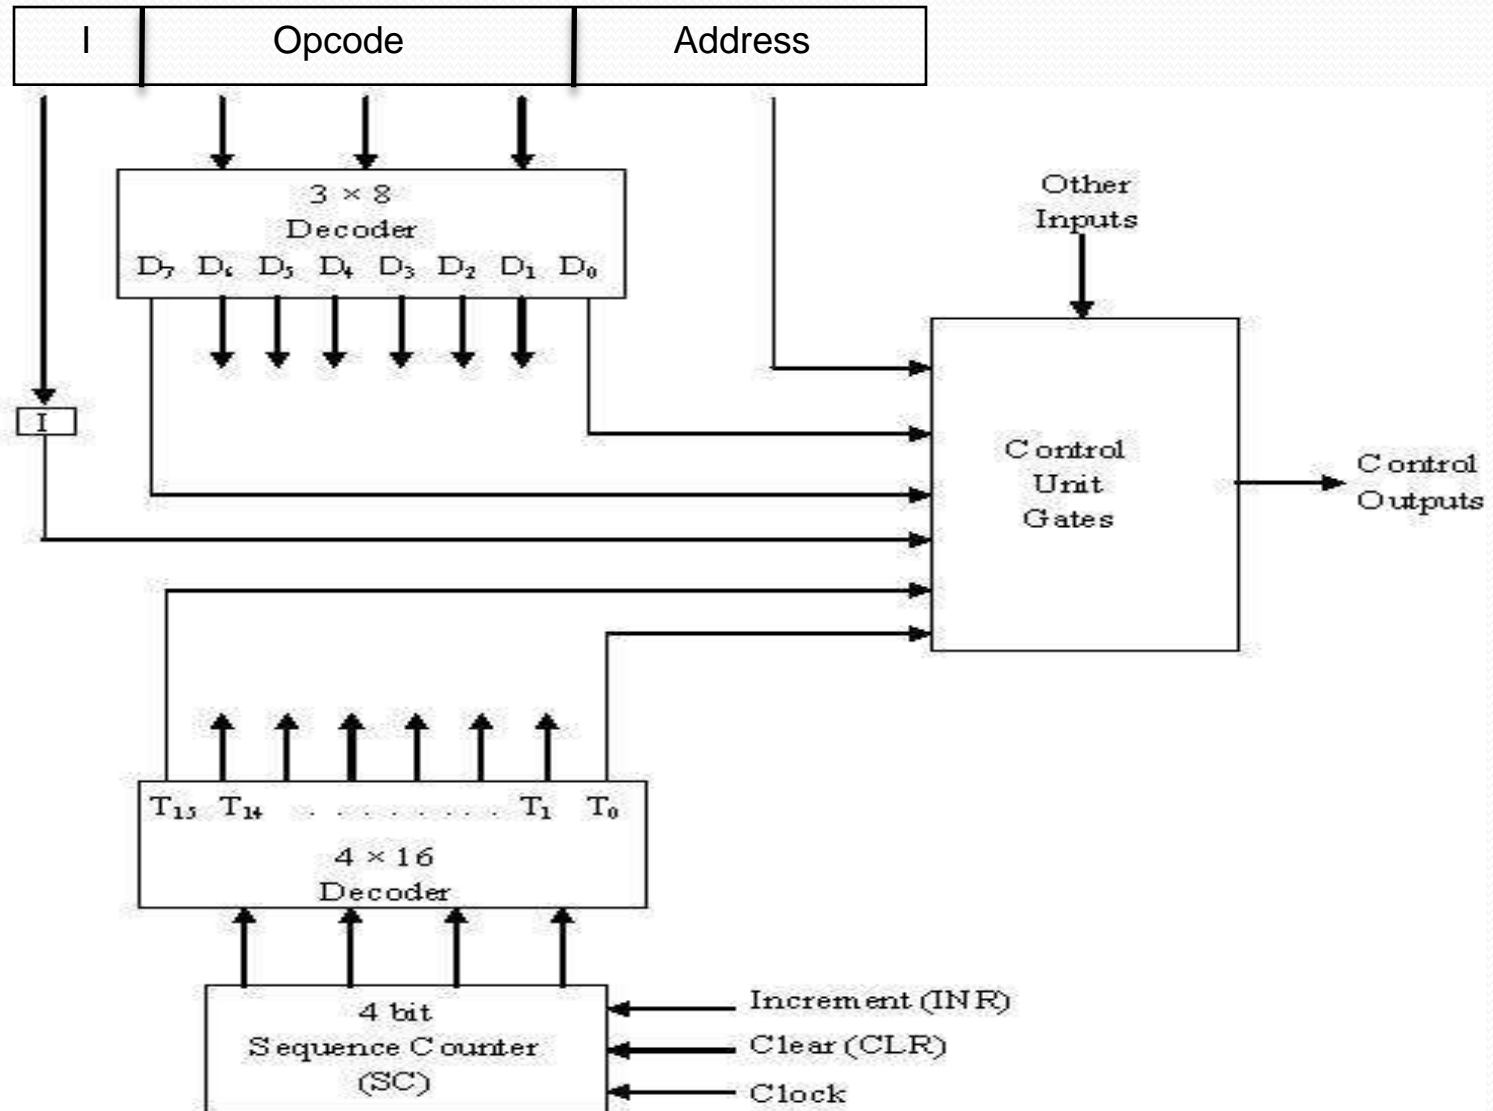 I Opcode Address
3 × 8
Decoder
D₇ D₆ D₅ D₄ D₃ D₂ D₁ D₀
Other
Inputs
I
Control
Unit
Gates
Control
Outputs
T₁₅ T₁₄ . . . . . . . . . T₁ T₀
4 × 16
Decoder
4 bit
Sequence Counter
(SC)
Increment (INR)
Clear (CLR)
Clock